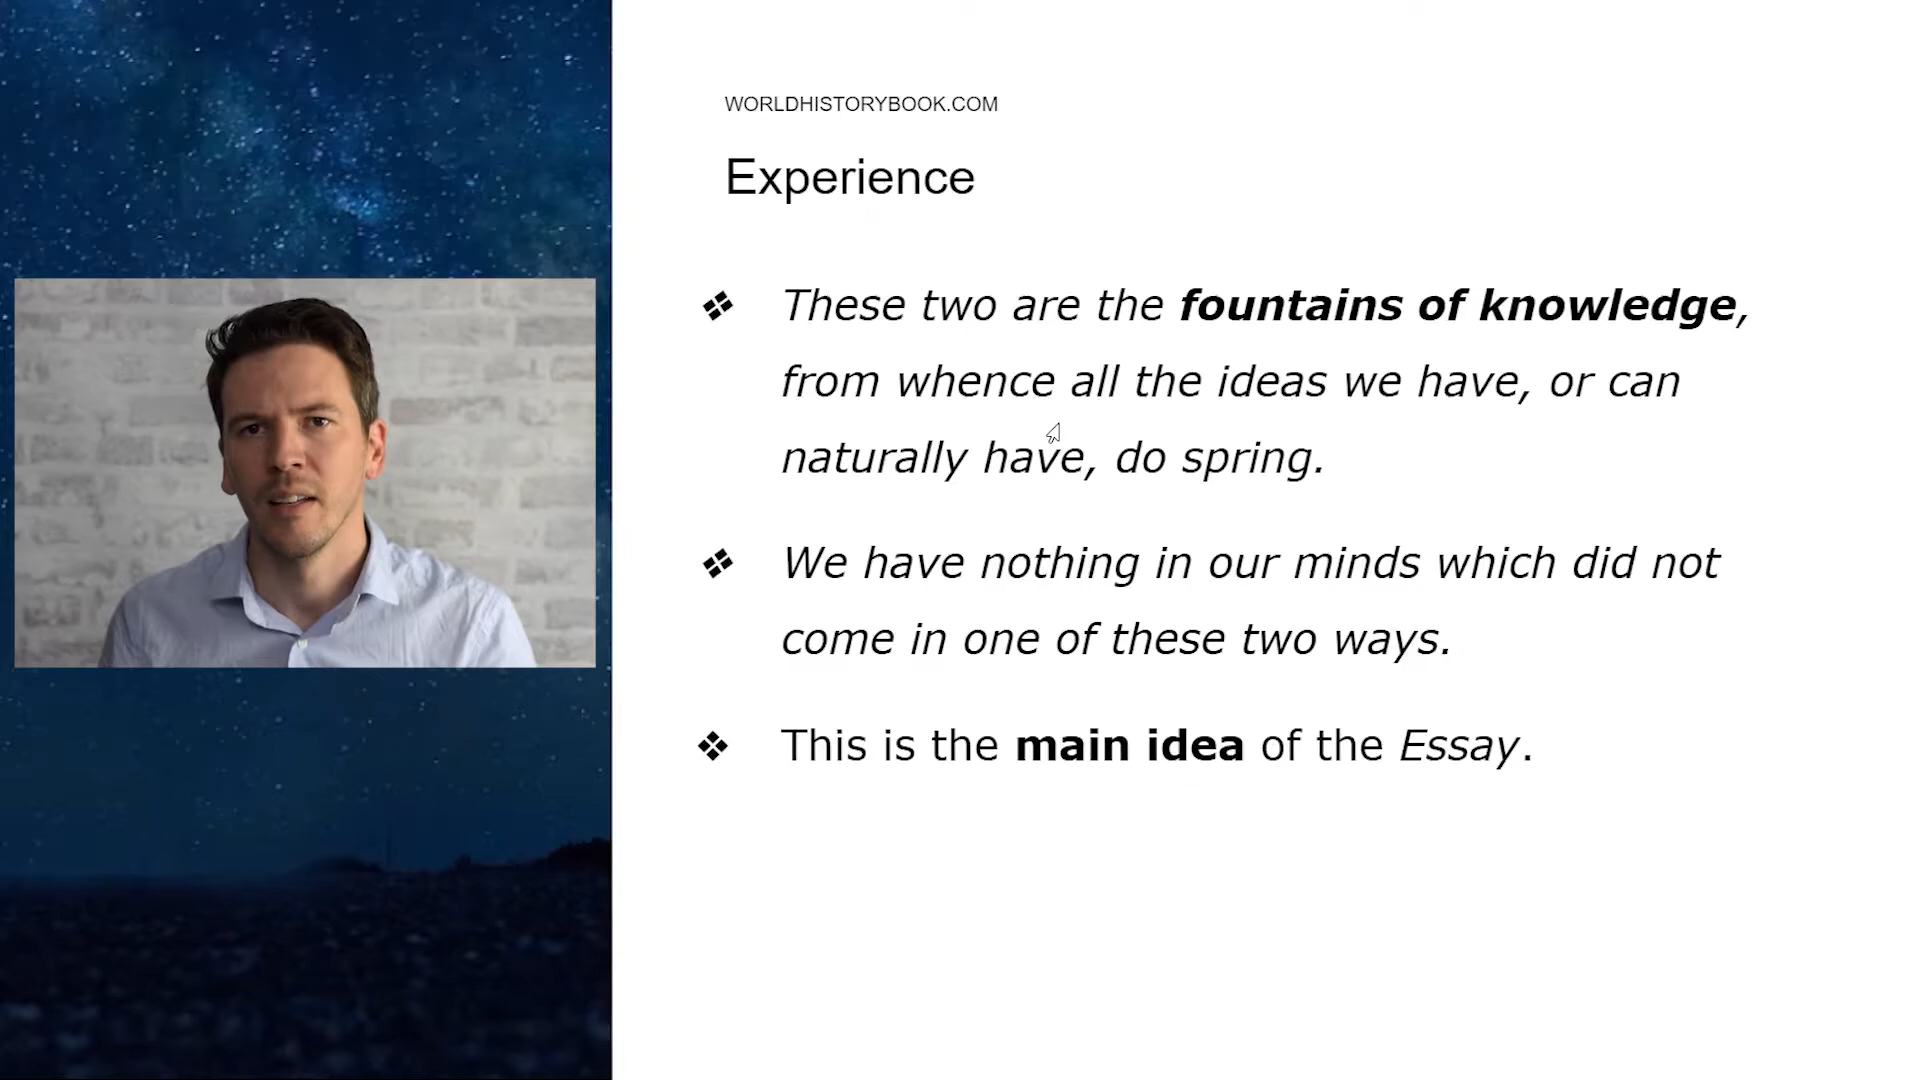 WORLDHISTORYBOOK.COM
Experience
❖ These two are the fountains of knowledge,
from whence all the ideas we have, or can
naturally have, do spring.
❖ We have nothing in our minds which did not
come in one of these two ways.
❖ This is the main idea of the Essay.